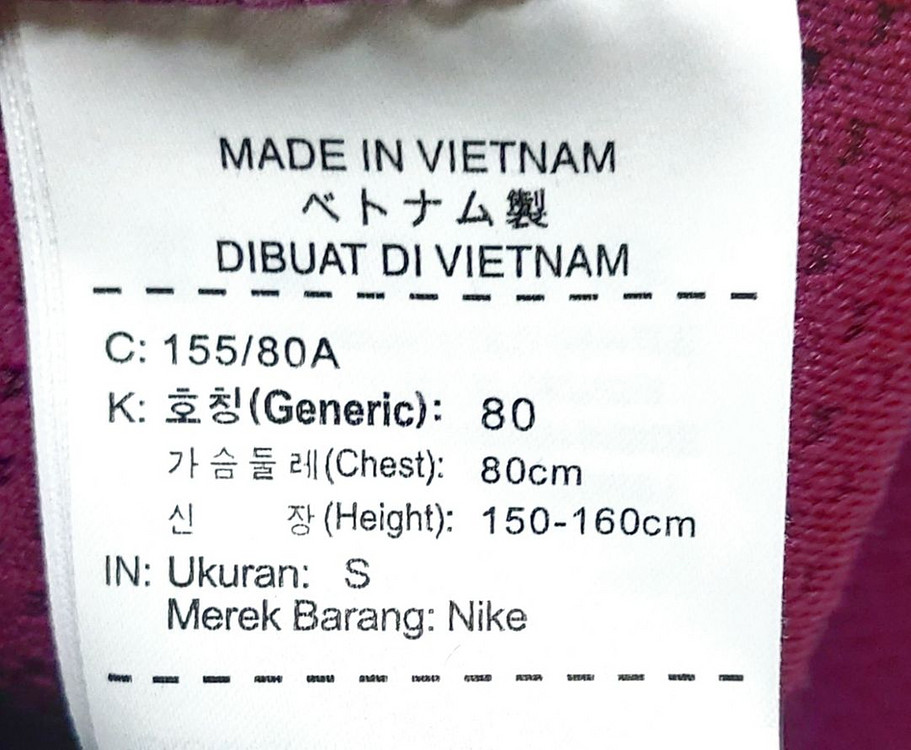 MADE IN VIETNAM
ベトナム製
DIBUAT DI VIETNAM
C: 155/80A
K: 호칭(Generic): 80
가슴둘레(Chest): 80cm
신 장(Height): 150-160cm
IN: Ukuran: S
Merek Barang: Nike